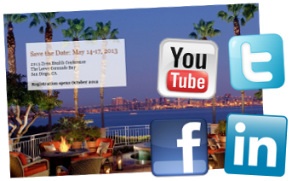 Save the Date: May 14-17, 2013
2013 Zynx Health Conference
The Loews Coronado Bay
San Diego, CA
Registration opens October 2012
You
Tube
t
f
in